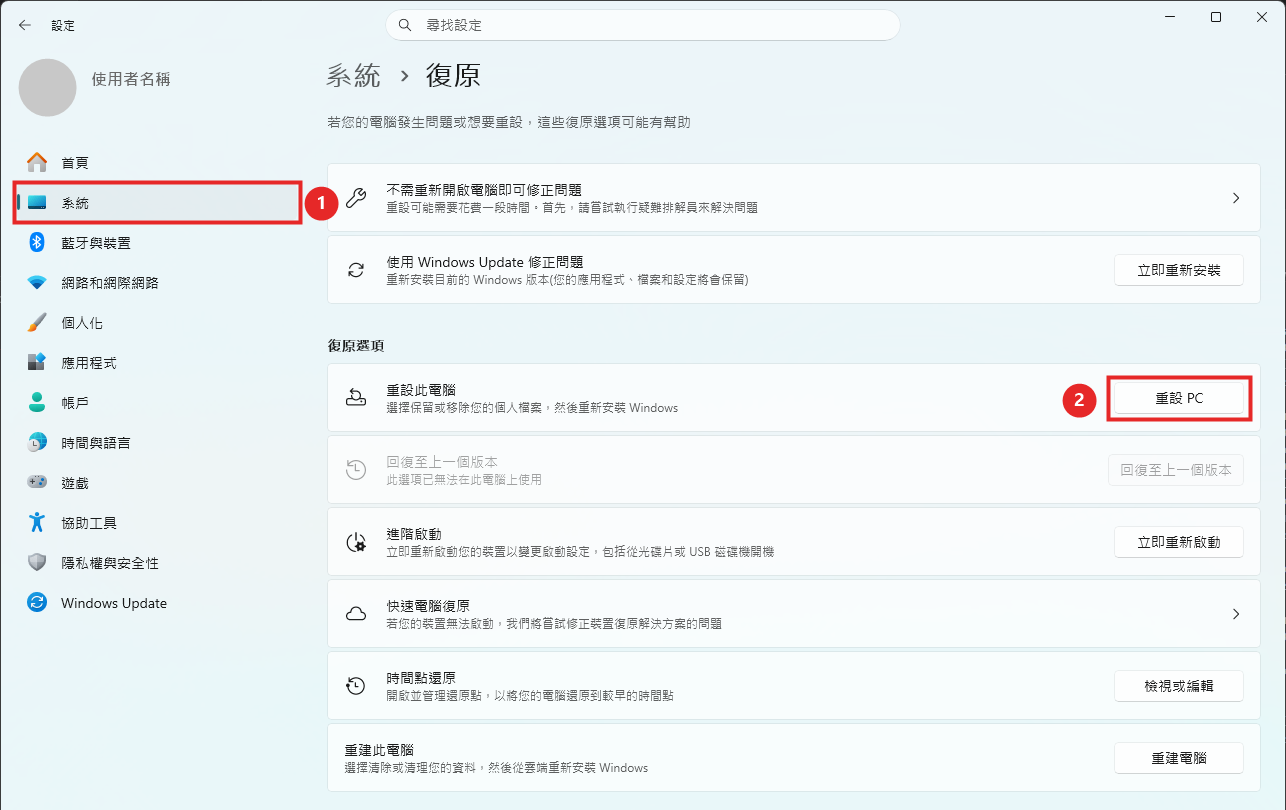 設定
尋找設定
使用者名稱
首頁
系統
藍牙與裝置
網路和網際網路
個人化
應用程式
帳戶
時間與語言
遊戲
協助工具
隱私權與安全性
Windows Update
1
系統 › 復原
若您的電腦發生問題或想要重設，這些復原選項可能有幫助
不需重新開啟電腦即可修正問題
重設可能需要花費一段時間。首先，請嘗試執行疑難排解員來解決問題
使用 Windows Update 修正問題
重新安裝目前的 Windows 版本(您的應用程式、檔案和設定將會保留)
立即重新安裝
復原選項
重設此電腦
選擇保留或移除您的個人檔案，然後重新安裝 Windows
2
重設 PC
回復至上一個版本
此選項已無法在此電腦上使用
回復至上一個版本
進階啟動
立即重新啟動您的裝置以變更啟動設定，包括從光碟片或 USB 磁碟機開機
立即重新啟動
快速電腦復原
若您的裝置無法啟動，我們將嘗試修正裝置復原解決方案的問題
時間點還原
開啟並管理還原點，以將您的電腦還原到較早的時間點
檢視或編輯
重建此電腦
選擇清除或清理您的資料，然後從雲端重新安裝 Windows
重建電腦